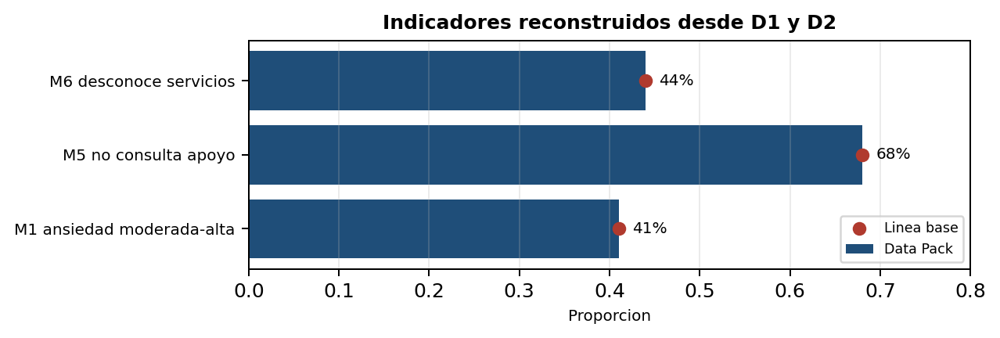 Indicadores reconstruidos desde D1 y D2
M6 desconoce servicios
44%
M5 no consulta apoyo
68%
M1 ansiedad moderada-alta
41%
Linea base
Data Pack
0.0 0.1 0.2 0.3 0.4 0.5 0.6 0.7 0.8
Proporcion